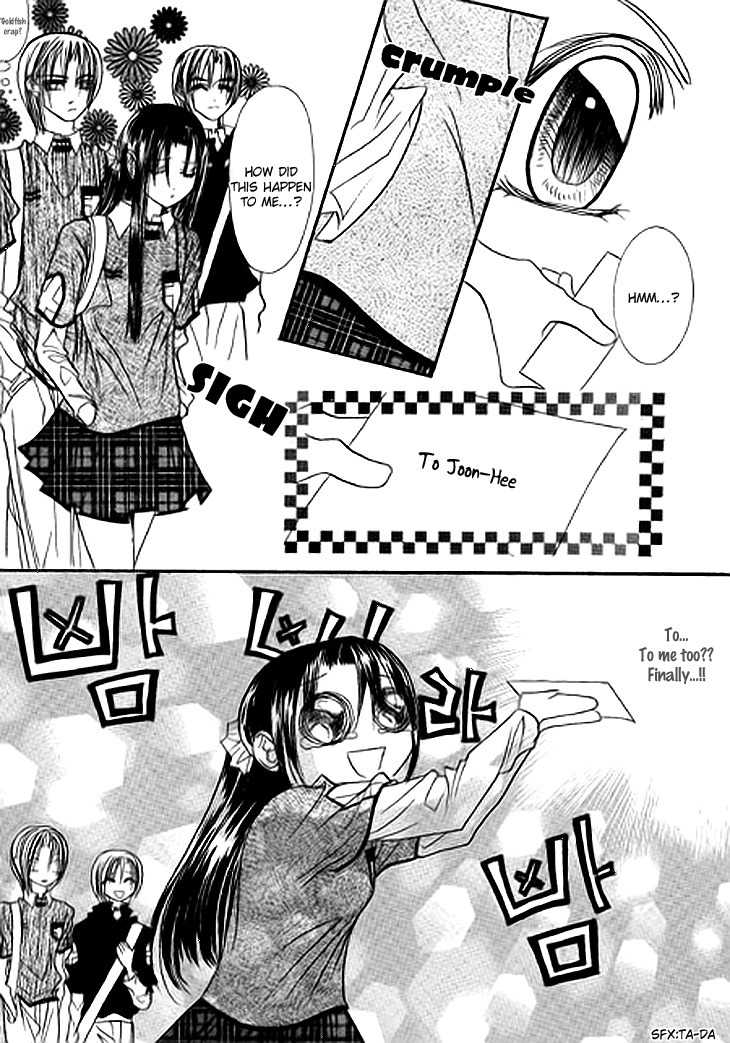 Goldfish
crap?
crumple
HOW DID
THIS HAPPEN
TO ME...?
HMM...?
SIGH
To Joon-Hee
To...
To me too??
Finally...!!
빰
빠
라
빰
SFX:TA-DA